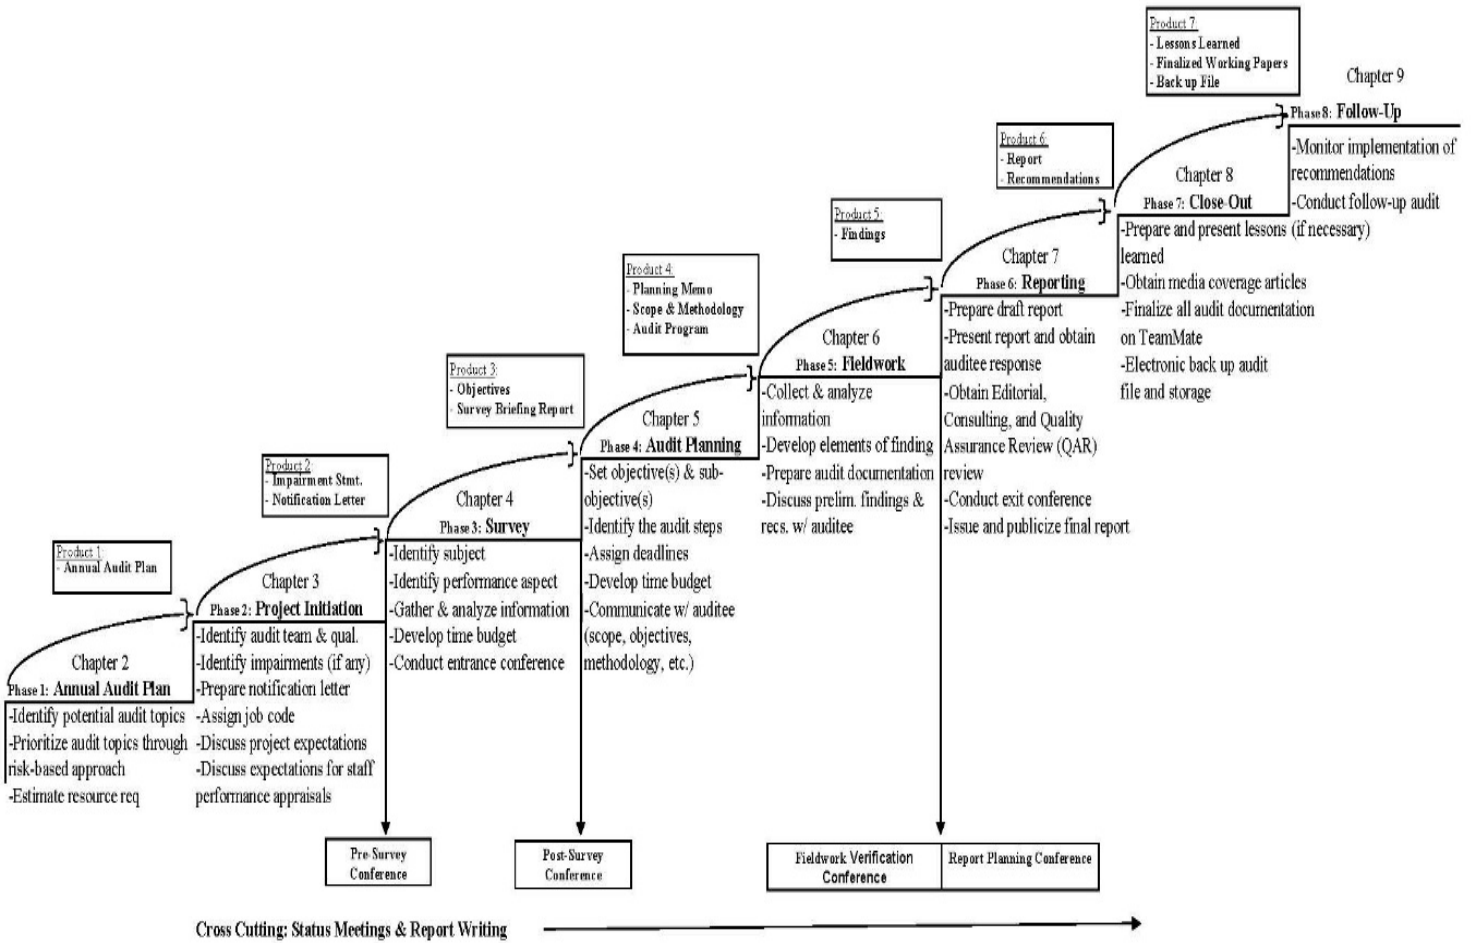 Product 7:
- Lessons Learned
- Finalized Working Papers
- Back up File
Chapter 9
Phase 8: Follow-Up
-Monitor implementation of
recommendations
-Conduct follow-up audit
(if necessary)
Product 6:
- Report
- Recommendations
Chapter 8
Phase 7: Close-Out
-Prepare and present lessons
learned
-Obtain media coverage articles
-Finalize all audit documentation
on TeamMate
-Electronic back up audit
file and storage
Product 5:
- Findings
Chapter 7
Phase 6: Reporting
-Prepare draft report
-Present report and obtain
auditee response
-Obtain Editorial,
Consulting, and Quality
Assurance Review (QAR)
review
-Conduct exit conference
-Issue and publicize final report
Product 4:
- Planning Memo
- Scope & Methodology
- Audit Program
Chapter 6
Phase 5: Fieldwork
-Collect & analyze
information
-Develop elements of finding
-Prepare audit documentation
-Discuss prelim. findings &
recs. w/ auditee
Product 3:
- Objectives
- Survey Briefing Report
Chapter 5
Phase 4: Audit Planning
-Set objective(s) & sub-
objective(s)
-Identify the audit steps
-Assign deadlines
-Develop time budget
-Communicate w/ auditee
(scope, objectives,
methodology, etc.)
Product 2:
- Impairment Stmt.
- Notification Letter
Chapter 4
Phase 3: Survey
-Identify subject
-Identify performance aspect
-Gather & analyze information
-Develop time budget
-Conduct entrance conference
Product 1:
- Annual Audit Plan
Chapter 3
Phase 2: Project Initiation
-Identify audit team & qual.
-Identify impairments (if any)
-Prepare notification letter
-Assign job code
-Discuss project expectations
-Discuss expectations for staff
performance appraisals
Chapter 2
Phase 1: Annual Audit Plan
-Identify potential audit topics
-Prioritize audit topics through
risk-based approach
-Estimate resource req
Pre-Survey
Conference
Post-Survey
Conference
Fieldwork Verification
Conference
Report Planning Conference
Cross Cutting: Status Meetings & Report Writing